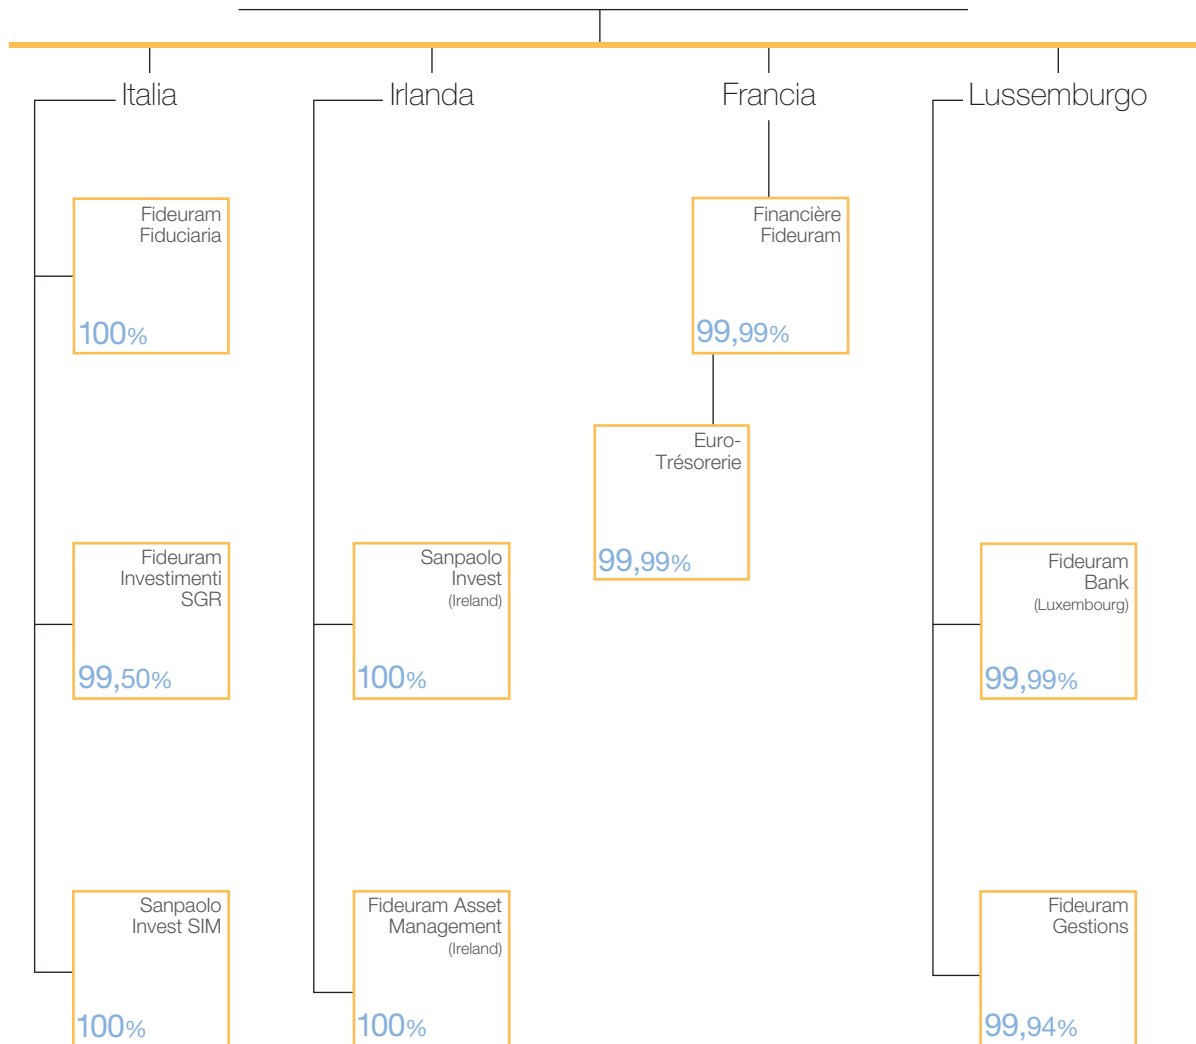 Italia
Irlanda
Francia
Lussemburgo
Fideuram
Fiduciaria
100%
Financière
Fideuram
99,99%
Euro-
Trésorerie
99,99%
Fideuram
Investimenti
SGR
99,50%
Sanpaolo
Invest
(Ireland)
100%
Fideuram
Bank
(Luxembourg)
99,99%
Sanpaolo
Invest SIM
100%
Fideuram Asset
Management
(Ireland)
100%
Fideuram
Gestions
99,94%